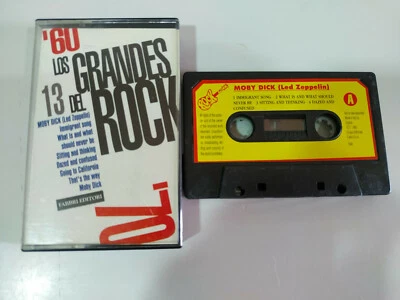 '60
LOS GRANDES
13 DEL ROCK
MOBY DICK (Led Zeppelin)
Immigrant song
What is and what
should never be
Sitting and thinking
Dazed and confused
Going to California
That's the way
Moby Dick
FABBRI EDITORI
'70
MOBY DICK (Led Zeppelin)
1 IMMIGRANT SONG - 2 WHAT IS AND WHAT SHOULD
NEVER BE - 3 SITTING AND THINKING - 4 DAZED AND
CONFUSED
A